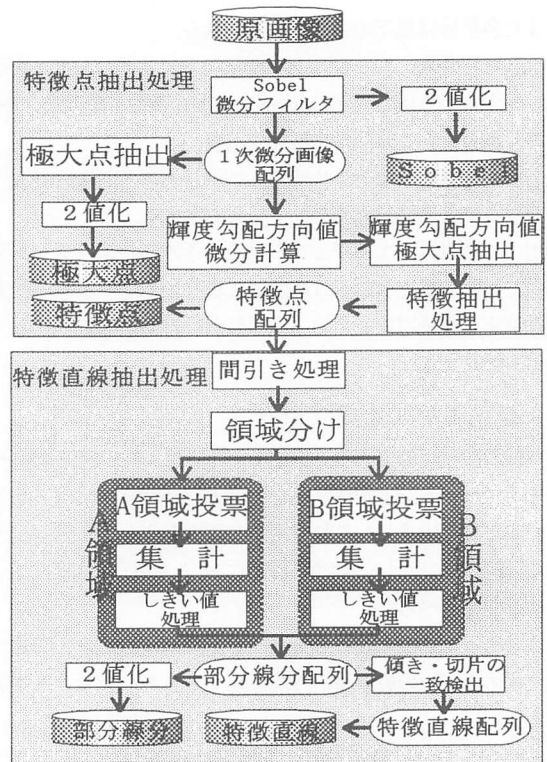 原画像
特徴点抽出処理
Sobel
微分フィルタ
2値化
極大点抽出
1次微分画像
配列
Sobel
2値化
輝度勾配方向値
微分計算
輝度勾配方向値
極大点抽出
極大点
特徴点
特徴点
配列
特徴抽出
処理
特徴直線抽出処理
間引き処理
領域分け
A領域
A領域投票
集 計
しきい値
処理
B領域投票
集 計
しきい値
処理
B領域
2値化
部分線分配列
傾き・切片の
一致検出
部分線分
特徴直線
特徴直線配列